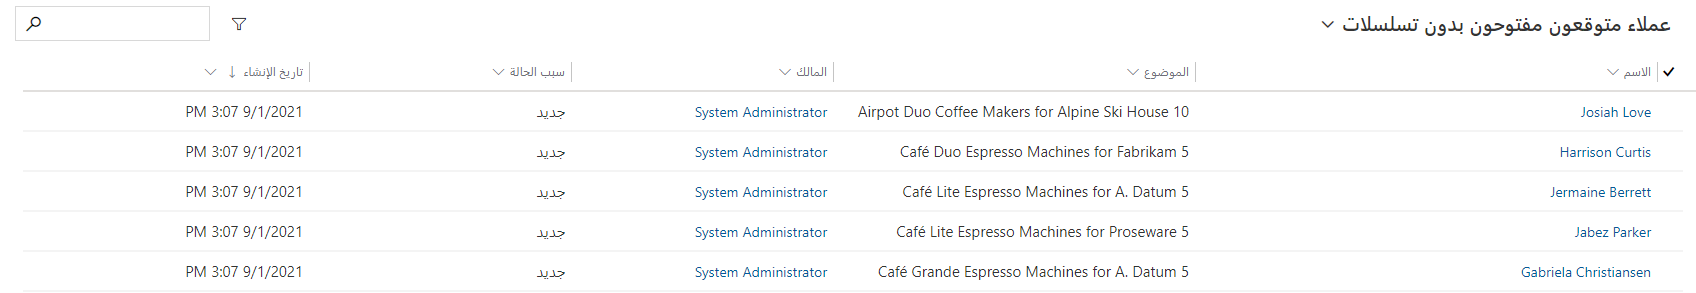 عملاء متوقعون مفتوحون بدون تسلسلات
الاسم الموضوع المالك سبب الحالة تاريخ الإنشاء ↓
Josiah Love Airpot Duo Coffee Makers for Alpine Ski House 10 System Administrator جديد PM 3:07 9/1/2021
Harrison Curtis Café Duo Espresso Machines for Fabrikam 5 System Administrator جديد PM 3:07 9/1/2021
Jermaine Berrett Café Lite Espresso Machines for A. Datum 5 System Administrator جديد PM 3:07 9/1/2021
Jabez Parker Café Lite Espresso Machines for Proseware 5 System Administrator جديد PM 3:07 9/1/2021
Gabriela Christiansen Café Grande Espresso Machines for A. Datum 5 System Administrator جديد PM 3:07 9/1/2021